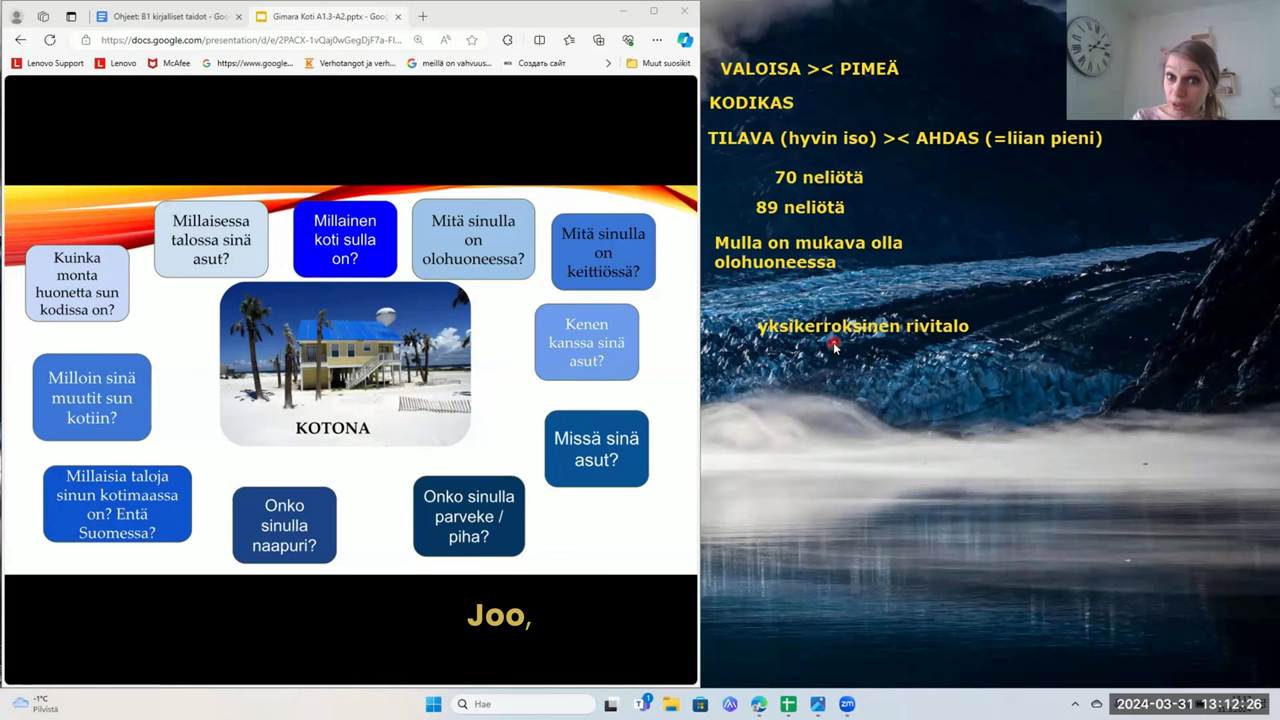 Ohjeet: B1 kirjalliset taidot - Goo
Gimara Koti A1.3-A2.pptx - Goog
https://docs.google.com/presentation/d/e/2PACX-1vQaj0wGegDjF7a-Fl...
Lenovo Support
Lenovo
McAfee
https://www.google...
Verhotangot ja verh...
meillä on vahvuus...
Создать сайт
Muut suosikit
Millaisessa
talossa sinä
asut?
Millainen
koti sulla
on?
Mitä sinulla
on
olohuoneessa?
Mitä sinulla
on
keittiössä?
Kuinka
monta
huonetta sun
kodissa on?
Kenen
kanssa sinä
asut?
Milloin sinä
muutit sun
kotiin?
KOTONA
Missä sinä
asut?
Millaisia taloja
sinun kotimaassa
on? Entä
Suomessa?
Onko
sinulla
naapuri?
Onko sinulla
parveke /
piha?
Joo,
VALOISA >< PIMEÄ
KODIKAS
TILAVA (hyvin iso) >< AHDAS (=liian pieni)
70 neliötä
89 neliötä
Mulla on mukava olla
olohuoneessa
yksikerroksinen rivitalo
-1°C
Pilvistä
Hae
2024-03-31 13:12:26